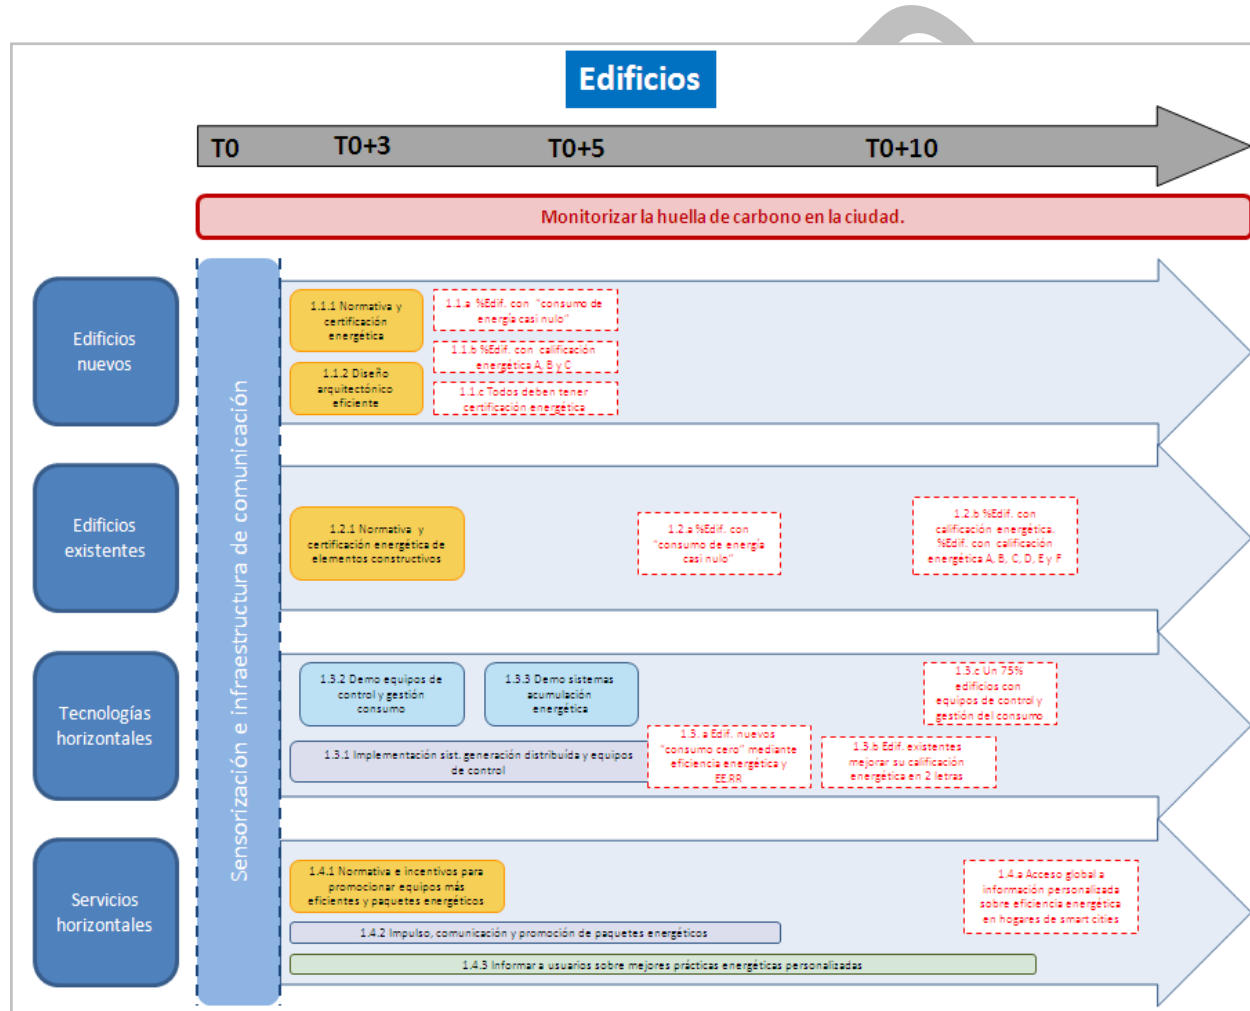 Edificios
T0
T0+3
T0+5
T0+10
Monitorizar la huella de carbono en la ciudad.
Sensorización e infraestructura de comunicación
Edificios
nuevos
1.1.1 Normativa y
certificación
energética
1.1.2 Diseño
arquitectónico
eficiente
1.1.a %Edif. con "consumo de
energía casi nulo"
1.1.b %Edif. con calificación
energética A, B y C
1.1.c Todos deben tener
certificación energética
Edificios
existentes
1.2.1 Normativa y
certificación energética de
elementos constructivos
1.2.a %Edif. con
"consumo de energía
casi nulo"
1.2.b %Edif. con
calificación energética.
%Edif. con calificación
energética A, B, C, D, E y F
Tecnologías
horizontales
1.3.2 Demo equipos de
control y gestión
consumo
1.3.3 Demo sistemas
acumulación
energética
1.3.1 Implementación sist. generación distribuída y equipos
de control
1.3. a Edif. nuevos
"consumo cero" mediante
eficiencia energética y
EE.RR
1.3.b Edif. existentes
mejorar su calificación
energética en 2 letras
1.3.c Un 75%
edificios con
equipos de control y
gestión del consumo
Servicios
horizontales
1.4.1 Normativa e incentivos para
promocionar equipos más
eficientes y paquetes energéticos
1.4.2 Impulso, comunicación y promoción de paquetes energéticos
1.4.3 Informar a usuarios sobre mejores prácticas energéticas personalizadas
1.4.a Acceso global a
información personalizada
sobre eficiencia energética
en hogares de smart cities